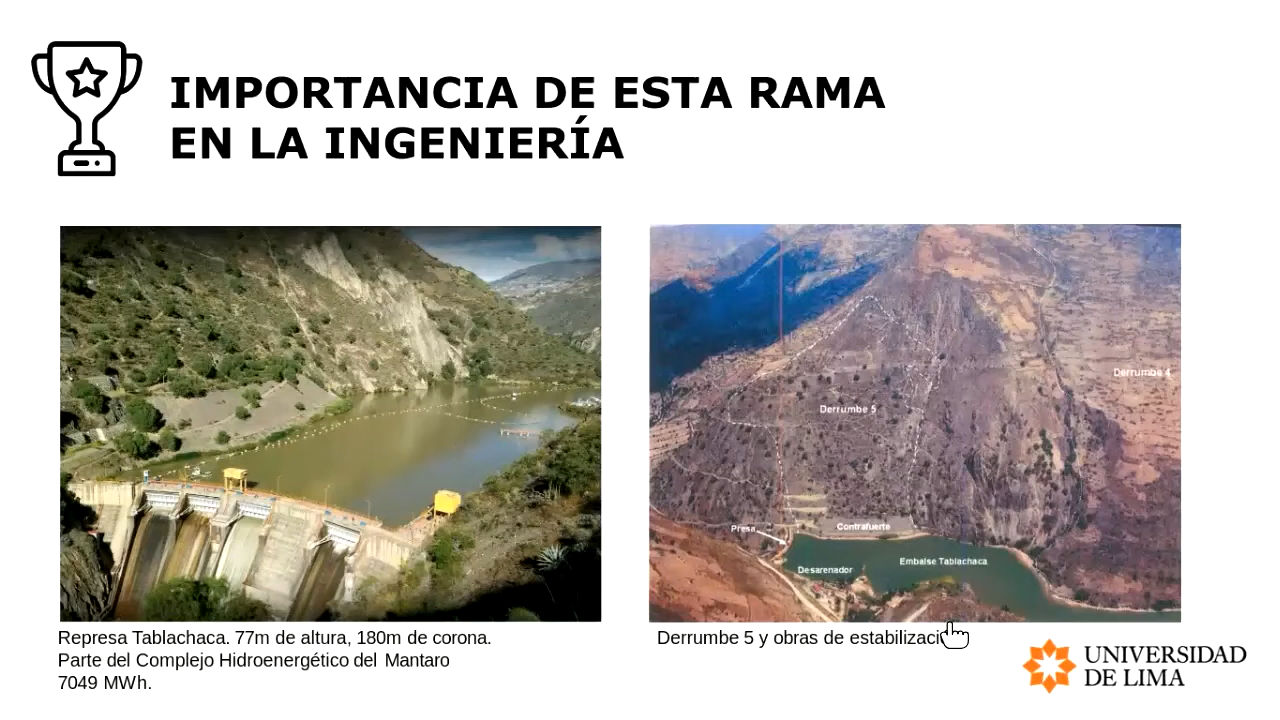 IMPORTANCIA DE ESTA RAMA
EN LA INGENIERÍA
Derrumbe 4
Derrumbe 5
Presa
Contrafuerte
Embalse Tablachaca
Desarenador
Represa Tablachaca. 77m de altura, 180m de corona.
Parte del Complejo Hidroenergético del Mantaro
7049 MWh.
Derrumbe 5 y obras de
UNIVERSIDAD
DE LIMA